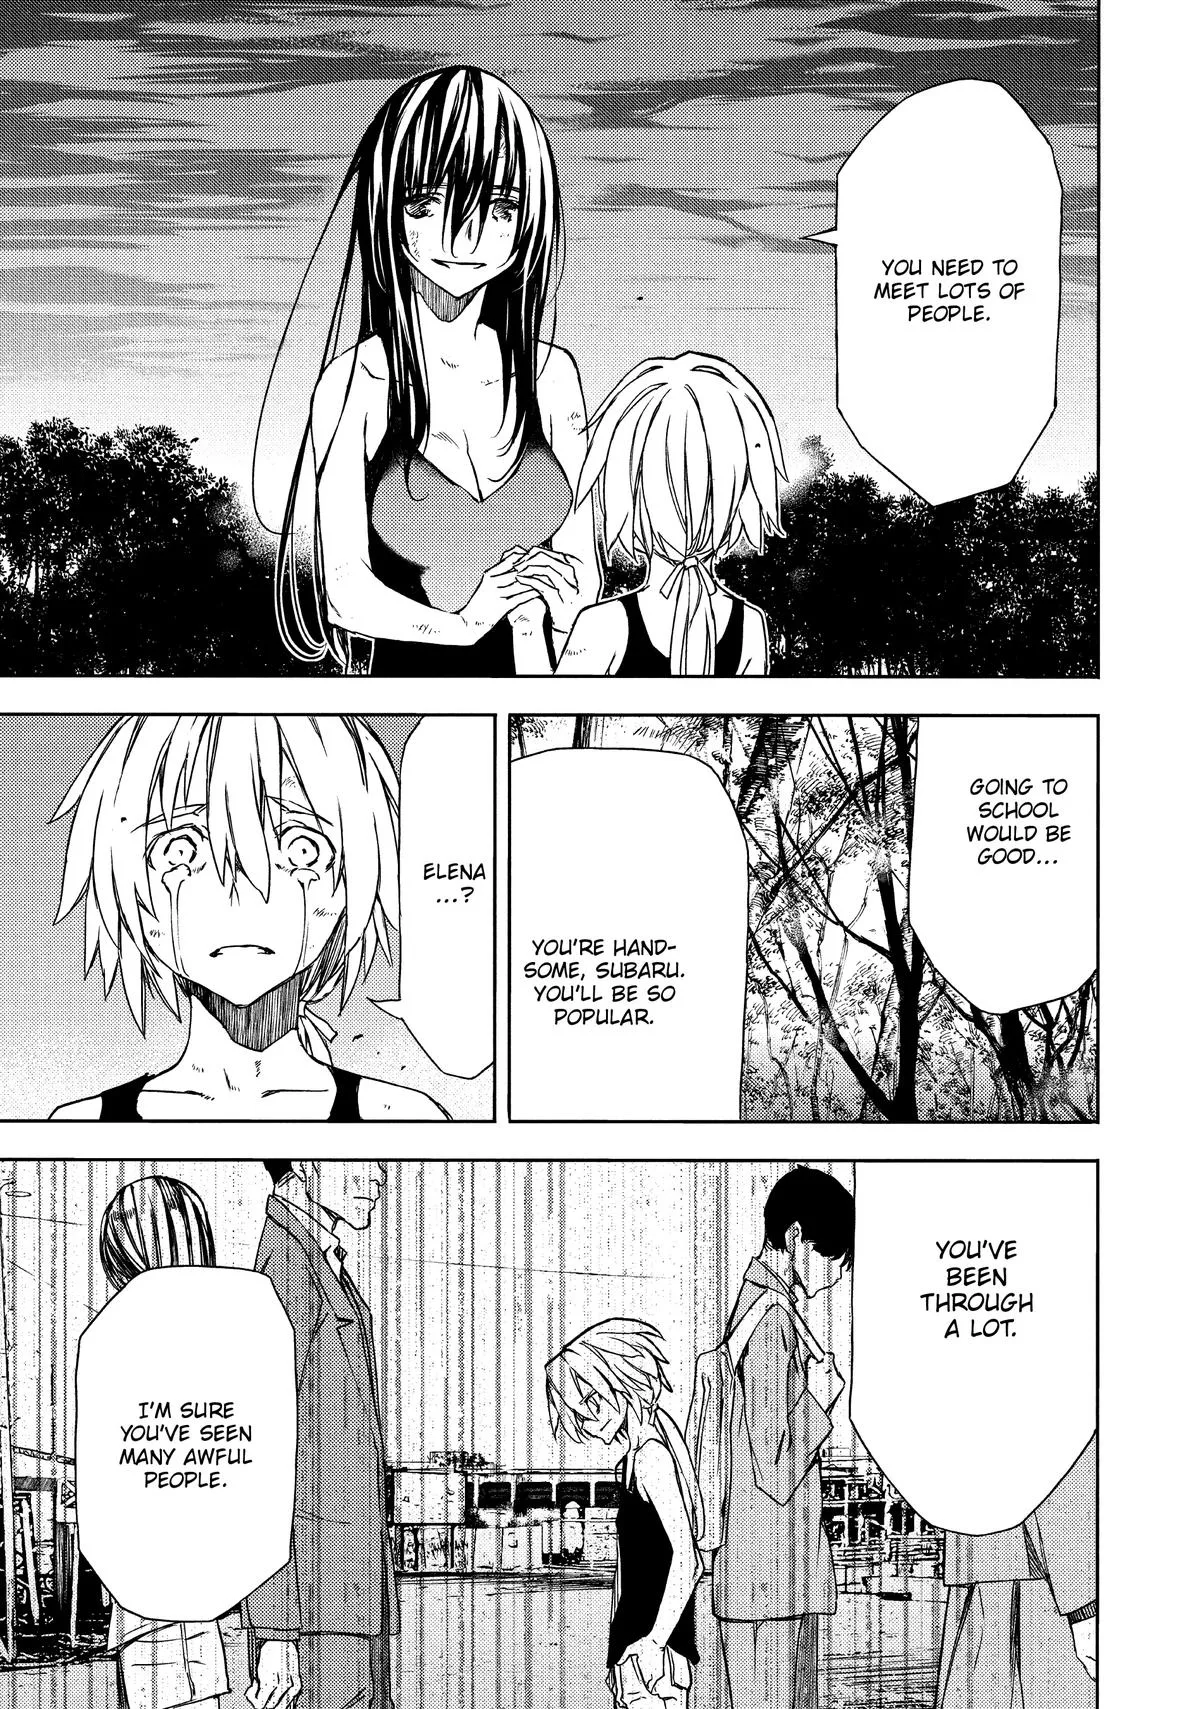 YOU NEED TO
MEET LOTS OF
PEOPLE.
GOING TO
SCHOOL
WOULD BE
GOOD...
YOU'RE HAND-
SOME, SUBARU.
YOU'LL BE SO
POPULAR.
ELENA
...?
YOU'VE
BEEN
THROUGH
A LOT.
I'M SURE
YOU'VE SEEN
MANY AWFUL
PEOPLE.